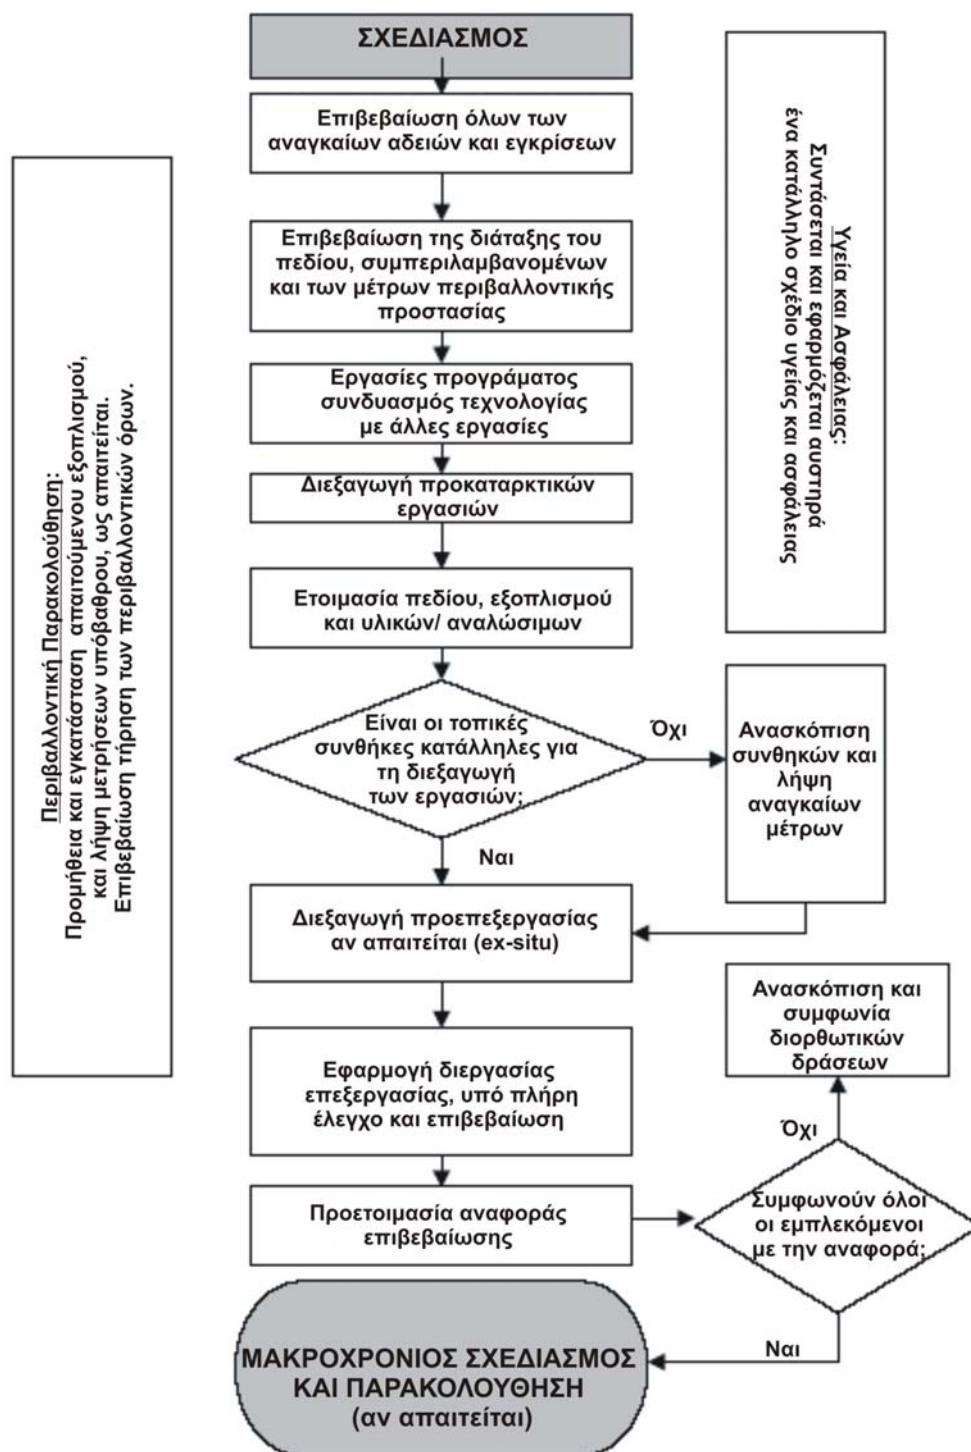 ΣΧΕΔΙΑΣΜΟΣ
Επιβεβαίωση όλων των
αναγκαίων αδειών και εγκρίσεων
Επιβεβαίωση της διάταξης του
πεδίου, συμπεριλαμβανομένων
και των μέτρων περιβαλλοντικής
προστασίας
Εργασίες προγράματος
συνδυασμός τεχνολογίας
με άλλες εργασίες
Διεξαγωγή προκαταρκτικών
εργασιών
Ετοιμασία πεδίου, εξοπλισμού
και υλικών/ αναλώσιμων
Είναι οι τοπικές
συνθήκες κατάλληλες για
τη διεξαγωγή
των εργασιών;
Όχι
Ανασκόπιση
συνθηκών και
λήψη
αναγκαίων
μέτρων
Ναι
Διεξαγωγή προεπεξεργασίας
αν απαιτείται (ex-situ)
Εφαρμογή διεργασίας
επεξεργασίας, υπό πλήρη
έλεγχο και επιβεβαίωση
Προετοιμασία αναφοράς
επιβεβαίωσης
Συμφωνούν όλοι
οι εμπλεκόμενοι
με την αναφορά;
Όχι
Ανασκόπιση και
συμφωνία
διορθωτικών
δράσεων
Ναι
ΜΑΚΡΟΧΡΟΝΙΟΣ ΣΧΕΔΙΑΣΜΟΣ
ΚΑΙ ΠΑΡΑΚΟΛΟΥΘΗΣΗ
(αν απαιτείται)
Περιβαλλοντική Παρακολούθηση:
Προμήθεια και εγκατάσταση απαιτούμενου εξοπλισμού,
και λήψη μετρήσεων υπόβαθρου, ως απαιτείται.
Επιβεβαίωση τήρηση των περιβαλλοντικών όρων.
Υγεία και Ασφάλειας:
Συντάσεται και εφαρμόζεται αυστηρά
ένα κατάλληλο σχέδιο υγείας και ασφάλειας